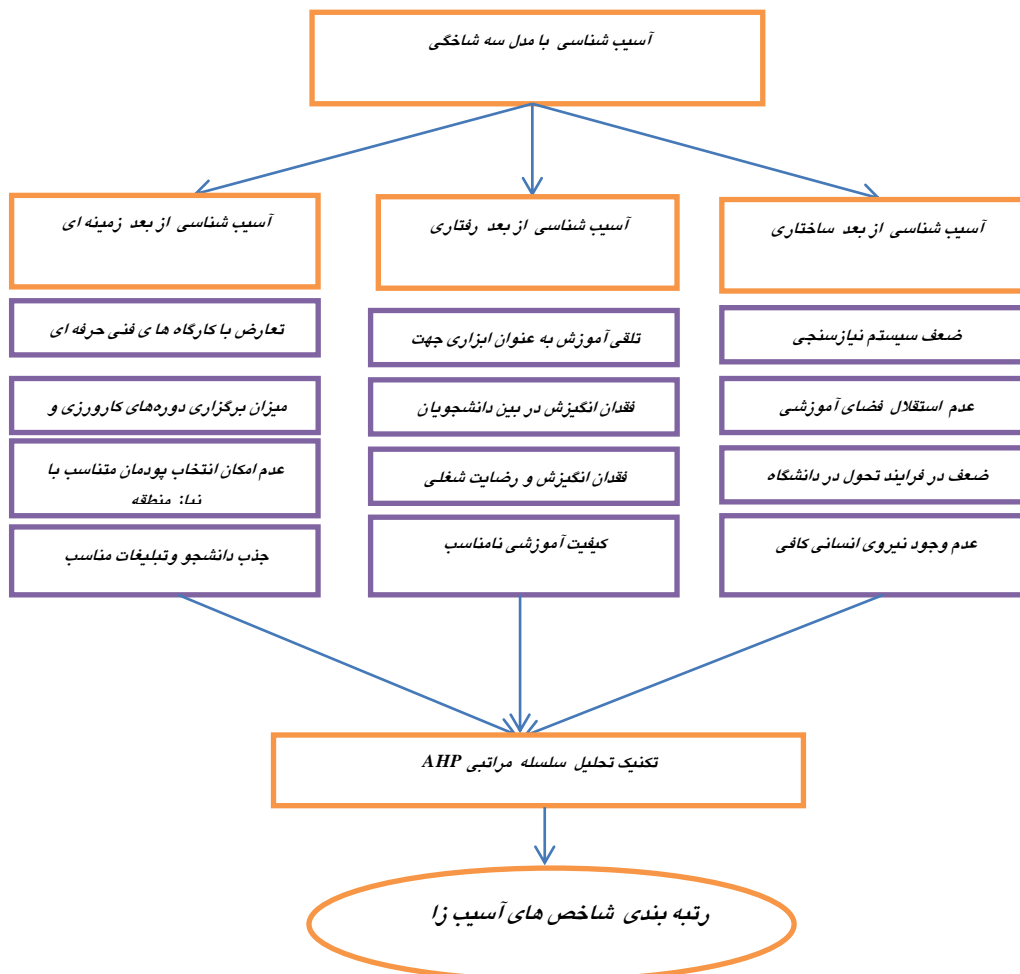 آسیب شناسی با مدل سه شاخگی
آسیب شناسی از بعد ساختاری
آسیب شناسی از بعد رفتاری
آسیب شناسی از بعد زمینه ای
ضعف سیستم نیازسنجی
عدم استقلال فضای آموزشی
ضعف در فرایند تحول در دانشگاه
عدم وجود نیروی انسانی کافی
تلقی آموزش به عنوان ابزاری جهت
فقدان انگیزش در بین دانشجویان
فقدان انگیزش و رضایت شغلی
کیفیت آموزشی نامناسب
تعارض با کارگاه ها ی فنی حرفه ای
میزان برگزاری دوره‌های کارورزی و
عدم امکان انتخاب پودمان متناسب با
نیاز منطقه
جذب دانشجو وتبلیغات مناسب
تکنیک تحلیل سلسله مراتبی AHP
رتبه بندی شاخص های آسیب زا